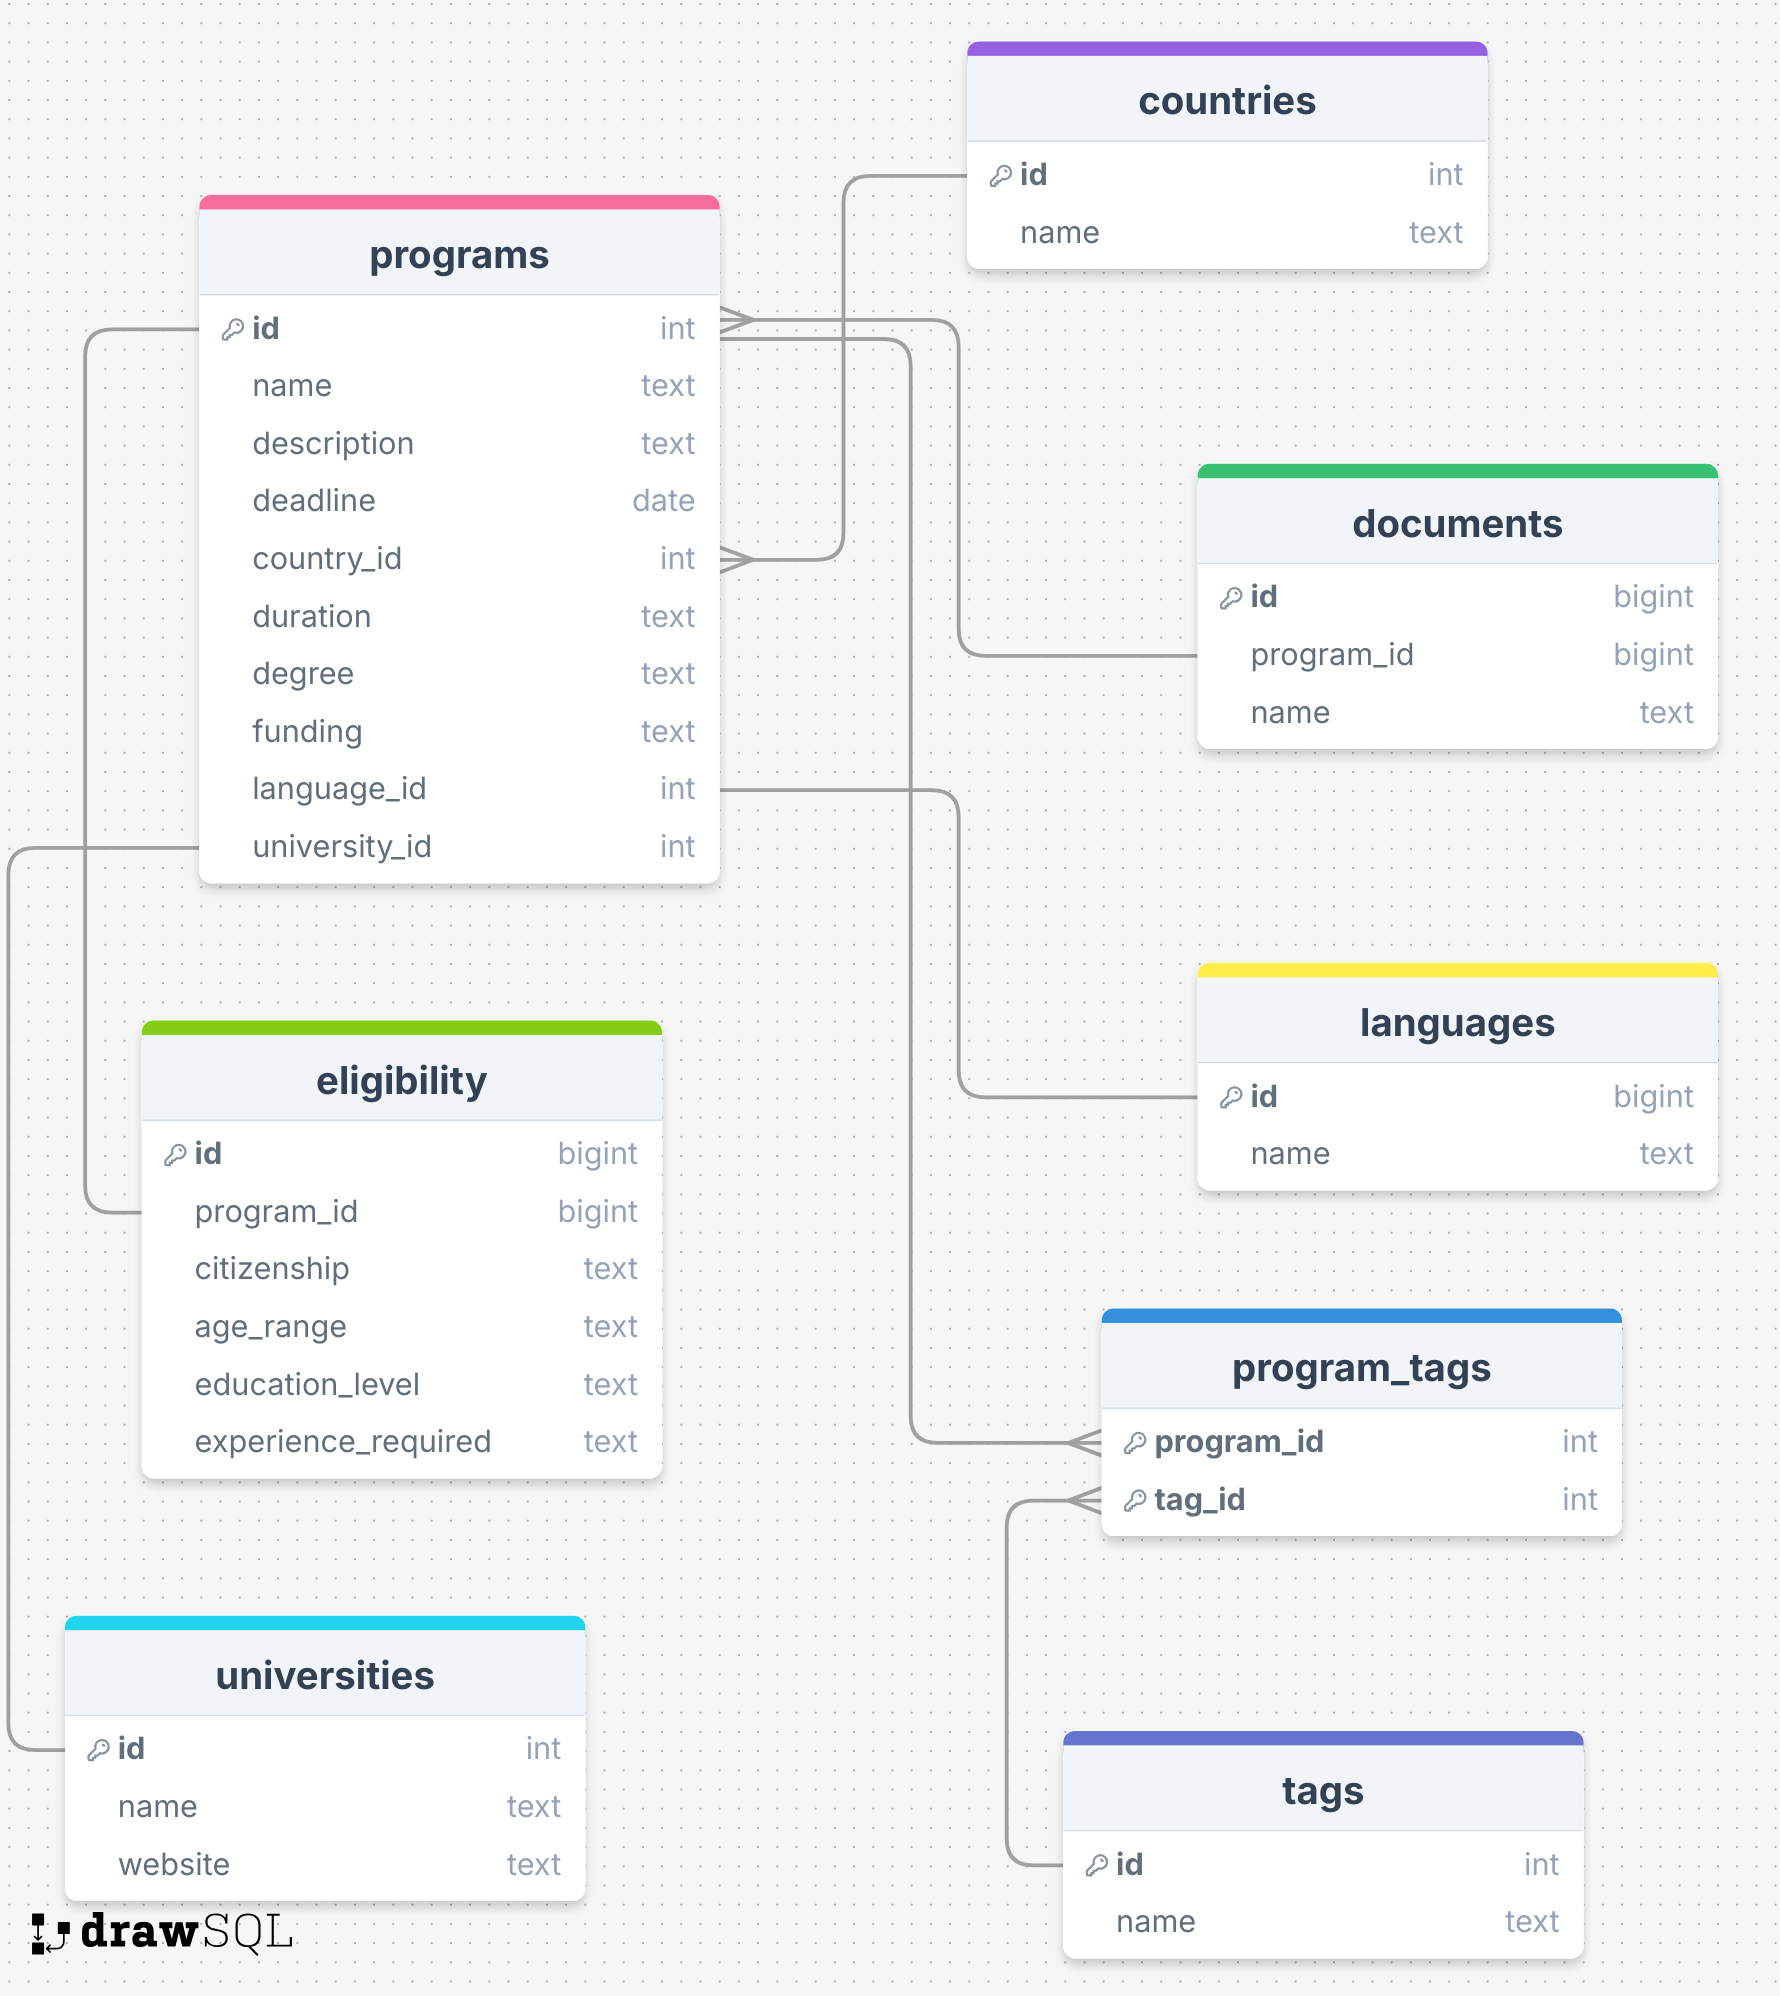 countries
id int
name text
programs
id int
name text
description text
deadline date
country_id int
duration text
degree text
funding text
language_id int
university_id int
documents
id bigint
program_id bigint
name text
languages
id bigint
name text
eligibility
id bigint
program_id bigint
citizenship text
age_range text
education_level text
experience_required text
program_tags
program_id int
tag_id int
universities
id int
name text
website text
tags
id int
name text
drawSQL